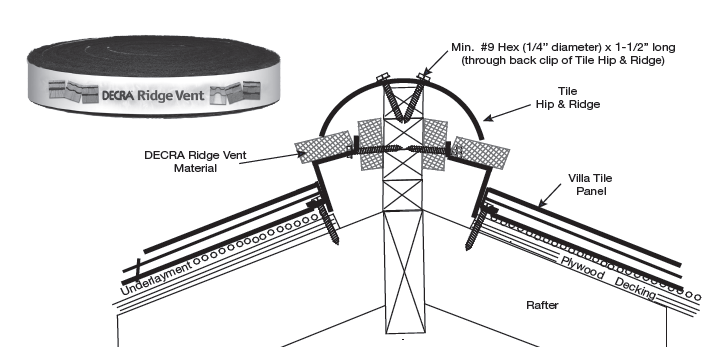 Min. #9 Hex (1/4” diameter) x 1-1/2” long
(through back clip of Tile Hip & Ridge)
DECRA Ridge Vent
Tile
Hip & Ridge
DECRA Ridge Vent
Material
Villa Tile
Panel
Underlayment
Plywood Decking
Rafter